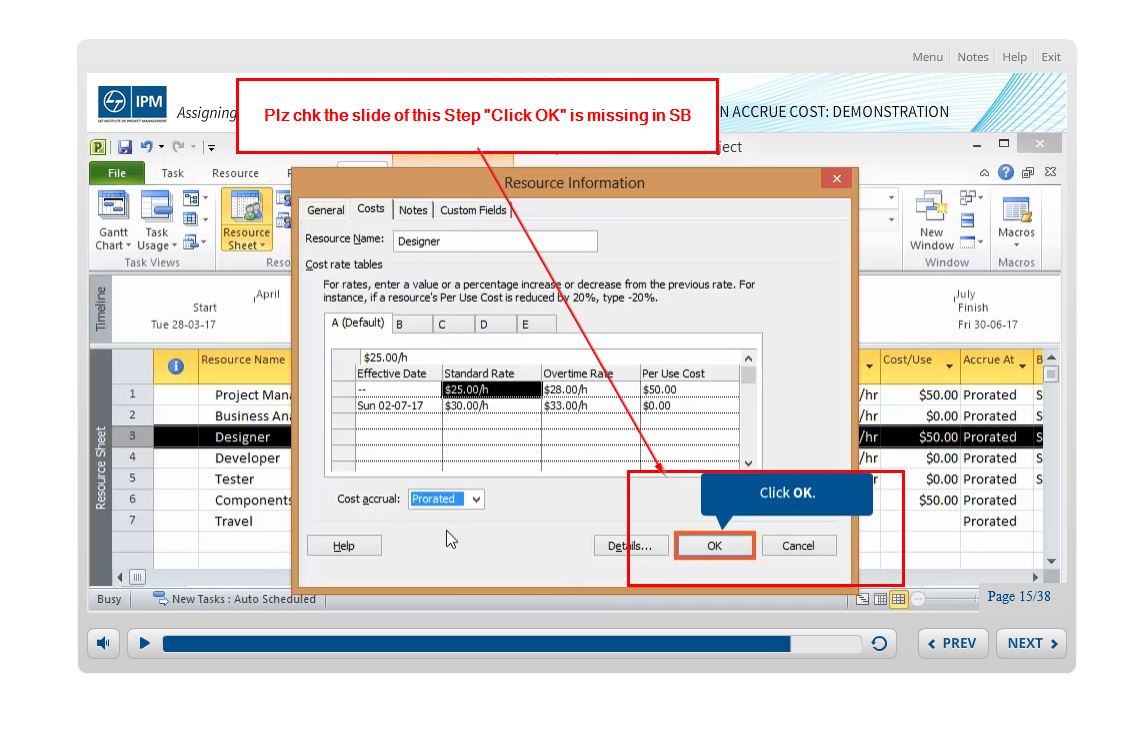 Menu Notes Help Exit
IPM
Assigning
N ACCRUE COST: DEMONSTRATION
Plz chk the slide of this Step "Click OK" is missing in SB
ject
File Task Resource
Resource Information
General Costs Notes Custom Fields
Resource Name: Designer
Cost rate tables
For rates, enter a value or a percentage increase or decrease from the previous rate. For
instance, if a resource's Per Use Cost is reduced by 20%, type -20%.
A (Default) B C D E
$25.00/h
Effective Date Standard Rate Overtime Rate Per Use Cost
-- $25.00/h $28.00/h $50.00
Sun 02-07-17 $30.00/h $33.00/h $0.00
Cost accrual: Prorated
Click OK.
Help Details... OK Cancel
Gantt
Chart
Task
Usage
Resource
Sheet
Task Views
Reso
New
Window
Macros
Window
Macros
Timeline
April
Start
Tue 28-03-17
July
Finish
Fri 30-06-17
Resource Sheet
Resource Name Cost/Use Accrue At B
1 Project Mana /hr $50.00 Prorated S
2 Business Ana /hr $0.00 Prorated S
3 Designer /hr $50.00 Prorated S
4 Developer /hr $0.00 Prorated S
5 Tester /hr $0.00 Prorated S
6 Components $50.00 Prorated
7 Travel Prorated
Busy New Tasks : Auto Scheduled
Page 15/38
PREV NEXT